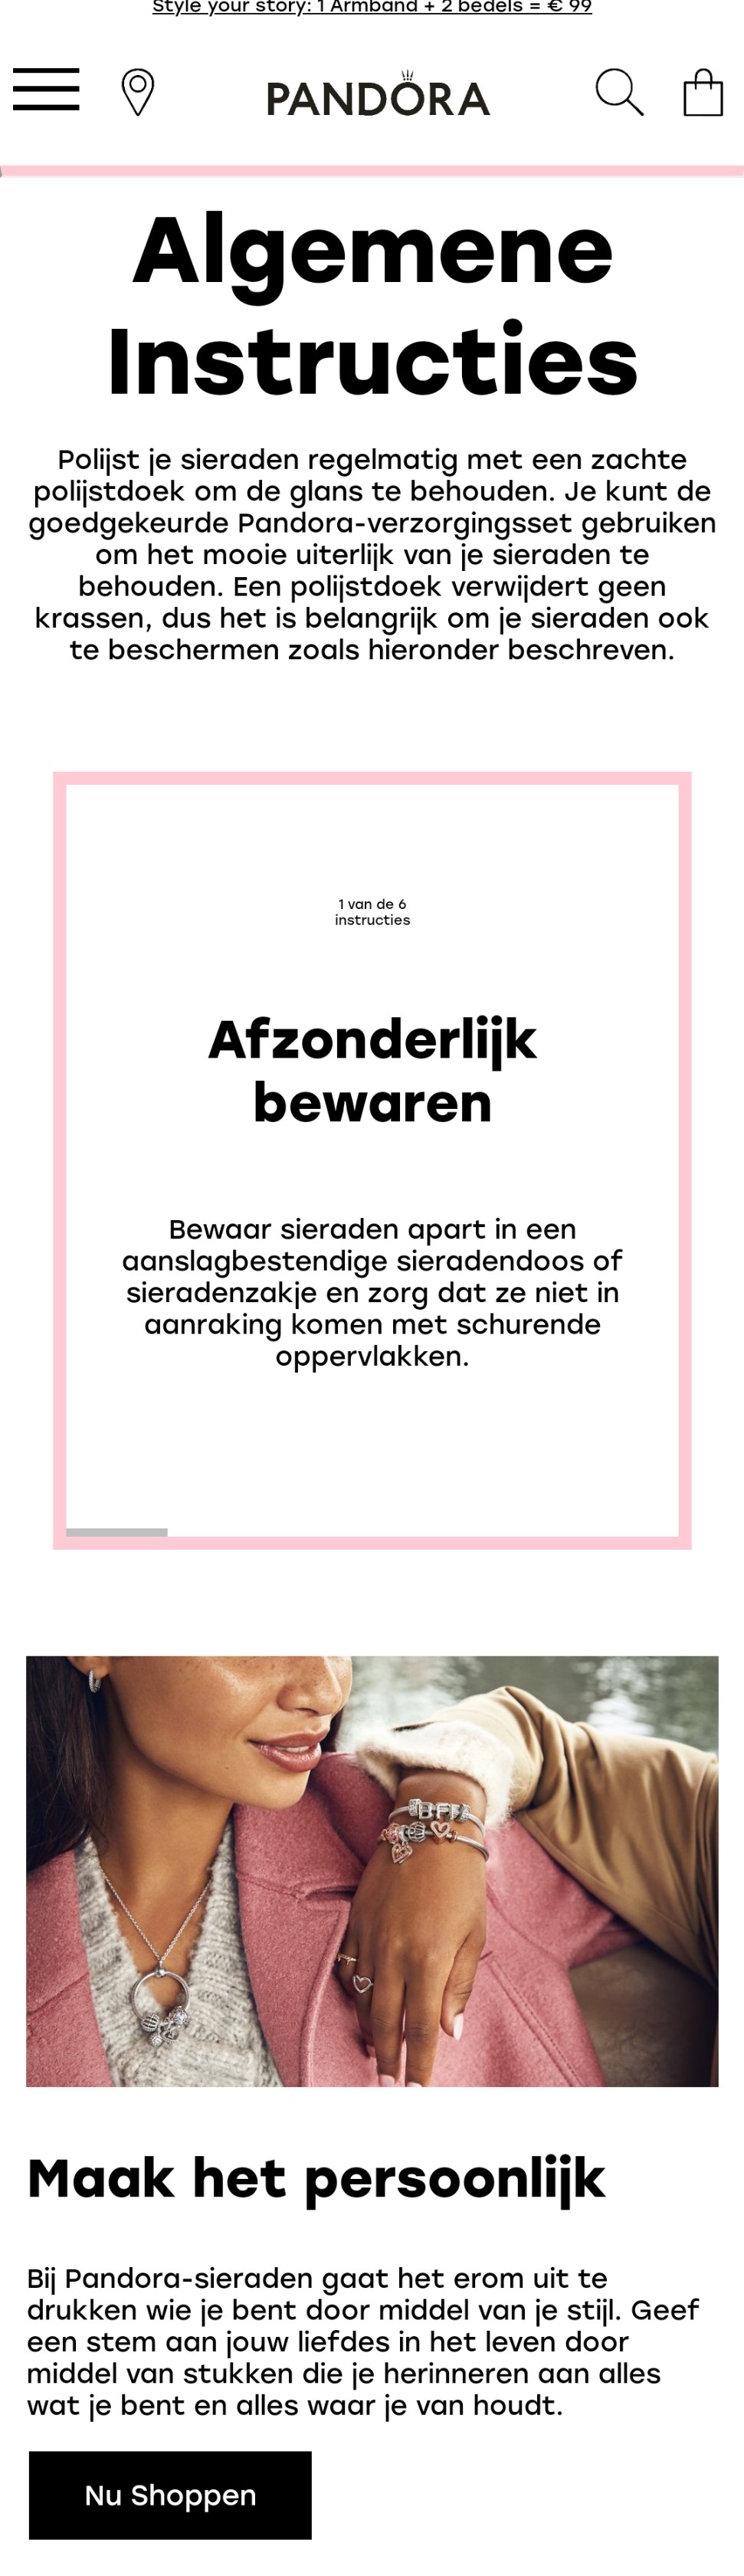 Style your story: 1 Armband + 2 bedels = € 99
PANDORA
Algemene
Instructies
Polijst je sieraden regelmatig met een zachte
polijstdoek om de glans te behouden. Je kunt de
goedgekeurde Pandora-verzorgingsset gebruiken
om het mooie uiterlijk van je sieraden te
behouden. Een polijstdoek verwijdert geen
krassen, dus het is belangrijk om je sieraden ook
te beschermen zoals hieronder beschreven.
1 van de 6
instructies
Afzonderlijk
bewaren
Bewaar sieraden apart in een
aanslagbestendige sieradendoos of
sieradenzakje en zorg dat ze niet in
aanraking komen met schurende
oppervlakken.
BFF
Maak het persoonlijk
Bij Pandora-sieraden gaat het erom uit te
drukken wie je bent door middel van je stijl. Geef
een stem aan jouw liefdes in het leven door
middel van stukken die je herinneren aan alles
wat je bent en alles waar je van houdt.
Nu Shoppen